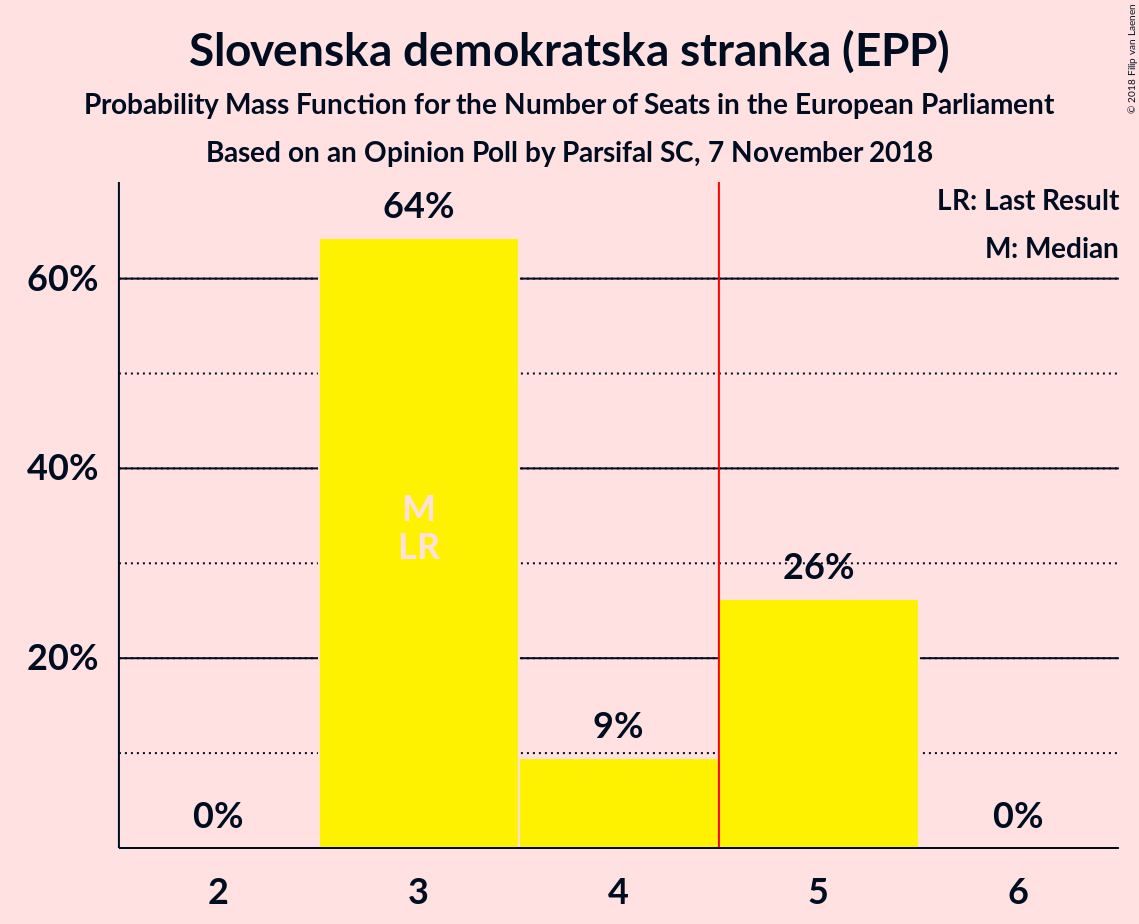 Slovenska demokratska stranka (EPP)
Probability Mass Function for the Number of Seats in the European Parliament
Based on an Opinion Poll by Parsifal SC, 7 November 2018
© 2018 Filip van Laenen
LR: Last Result
M: Median
64%
60%
40%
20%
M
LR
26%
9%
0%
0%
2 3 4 5 6